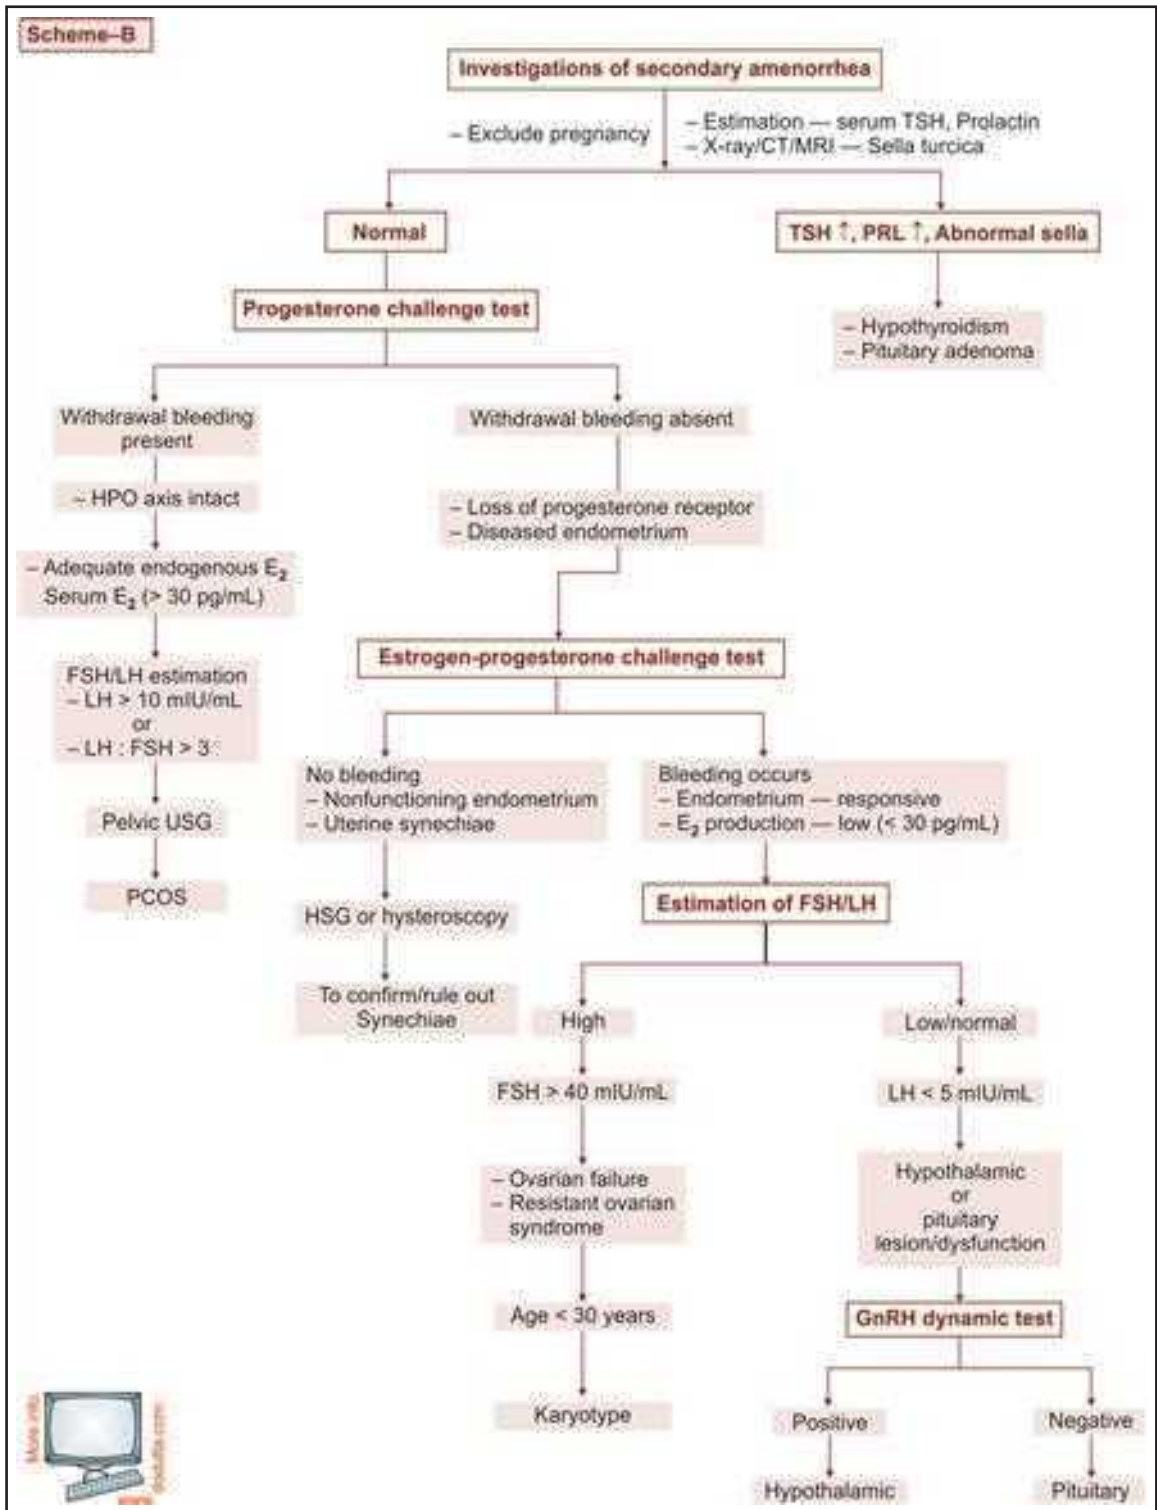 Scheme–B
Investigations of secondary amenorrhea
– Exclude pregnancy
– Estimation — serum TSH, Prolactin
– X-ray/CT/MRI — Sella turcica
Normal
TSH ↑, PRL ↑, Abnormal sella
– Hypothyroidism
– Pituitary adenoma
Progesterone challenge test
Withdrawal bleeding
present
– HPO axis intact
– Adequate endogenous E₂
Serum E₂ (> 30 pg/mL)
FSH/LH estimation
– LH > 10 mIU/mL
or
– LH : FSH > 3
Pelvic USG
PCOS
Withdrawal bleeding absent
– Loss of progesterone receptor
– Diseased endometrium
Estrogen-progesterone challenge test
No bleeding
– Nonfunctioning endometrium
– Uterine synechiae
HSG or hysteroscopy
To confirm/rule out
Synechiae
Bleeding occurs
– Endometrium — responsive
– E₂ production — low (< 30 pg/mL)
Estimation of FSH/LH
High
FSH > 40 mIU/mL
– Ovarian failure
– Resistant ovarian
syndrome
Age < 30 years
Karyotype
Low/normal
LH < 5 mIU/mL
Hypothalamic
or
pituitary
lesion/dysfunction
GnRH dynamic test
Positive
Hypothalamic
Negative
Pituitary
More info